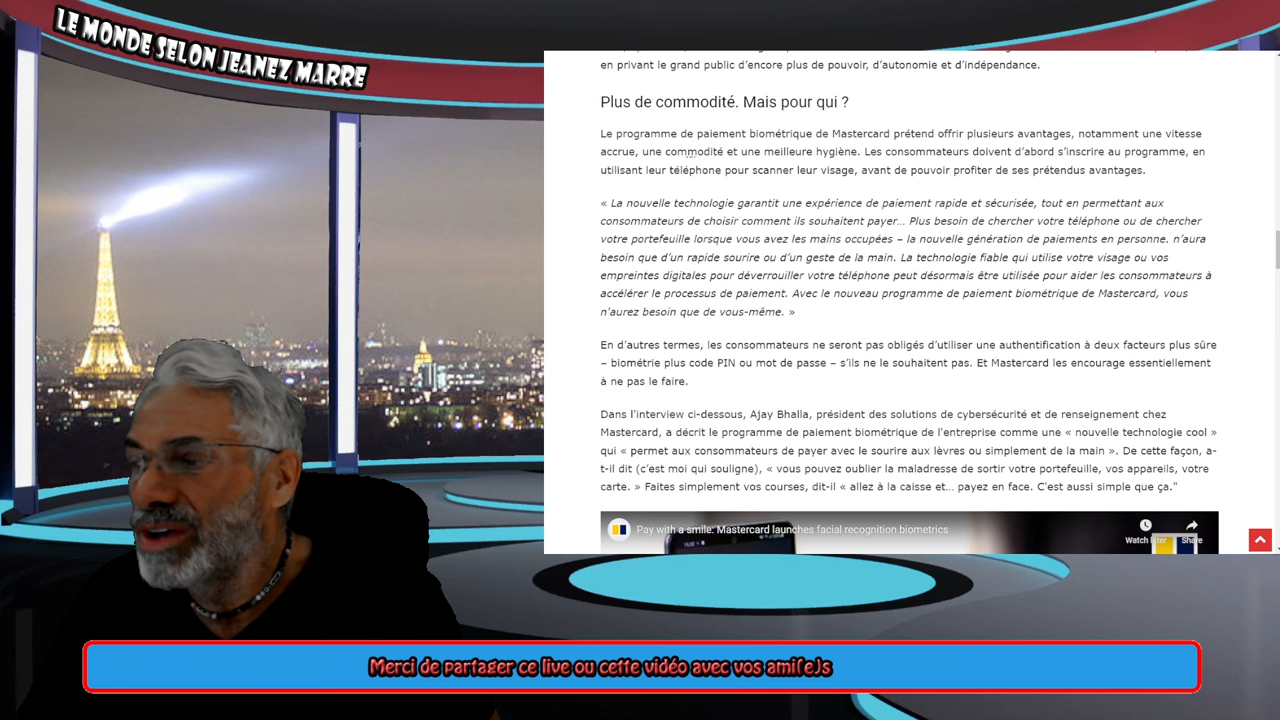 LE MONDE SELON JEANEZ MARRE
en privant le grand public d’encore plus de pouvoir, d’autonomie et d’indépendance.
Plus de commodité. Mais pour qui ?
Le programme de paiement biométrique de Mastercard prétend offrir plusieurs avantages, notamment une vitesse
accrue, une commodité et une meilleure hygiène. Les consommateurs doivent d’abord s’inscrire au programme, en
utilisant leur téléphone pour scanner leur visage, avant de pouvoir profiter de ses prétendus avantages.
« La nouvelle technologie garantit une expérience de paiement rapide et sécurisée, tout en permettant aux
consommateurs de choisir comment ils souhaitent payer… Plus besoin de chercher votre téléphone ou de chercher
votre portefeuille lorsque vous avez les mains occupées – la nouvelle génération de paiements en personne. n’aura
besoin que d’un rapide sourire ou d’un geste de la main. La technologie fiable qui utilise votre visage ou vos
empreintes digitales pour déverrouiller votre téléphone peut désormais être utilisée pour aider les consommateurs à
accélérer le processus de paiement. Avec le nouveau programme de paiement biométrique de Mastercard, vous
n'aurez besoin que de vous-même. »
En d’autres termes, les consommateurs ne seront pas obligés d’utiliser une authentification à deux facteurs plus sûre
– biométrie plus code PIN ou mot de passe – s’ils ne le souhaitent pas. Et Mastercard les encourage essentiellement
à ne pas le faire.
Dans l'interview ci-dessous, Ajay Bhalla, président des solutions de cybersécurité et de renseignement chez
Mastercard, a décrit le programme de paiement biométrique de l'entreprise comme une « nouvelle technologie cool »
qui « permet aux consommateurs de payer avec le sourire aux lèvres ou simplement de la main ». De cette façon, a-
t-il dit (c’est moi qui souligne), « vous pouvez oublier la maladresse de sortir votre portefeuille, vos appareils, votre
carte. » Faites simplement vos courses, dit-il « allez à la caisse et… payez en face. C'est aussi simple que ça."
Pay with a smile: Mastercard launches facial recognition biometrics
Watch later
Share
Merci de partager ce live ou cette vidéo avec vos ami(e)s